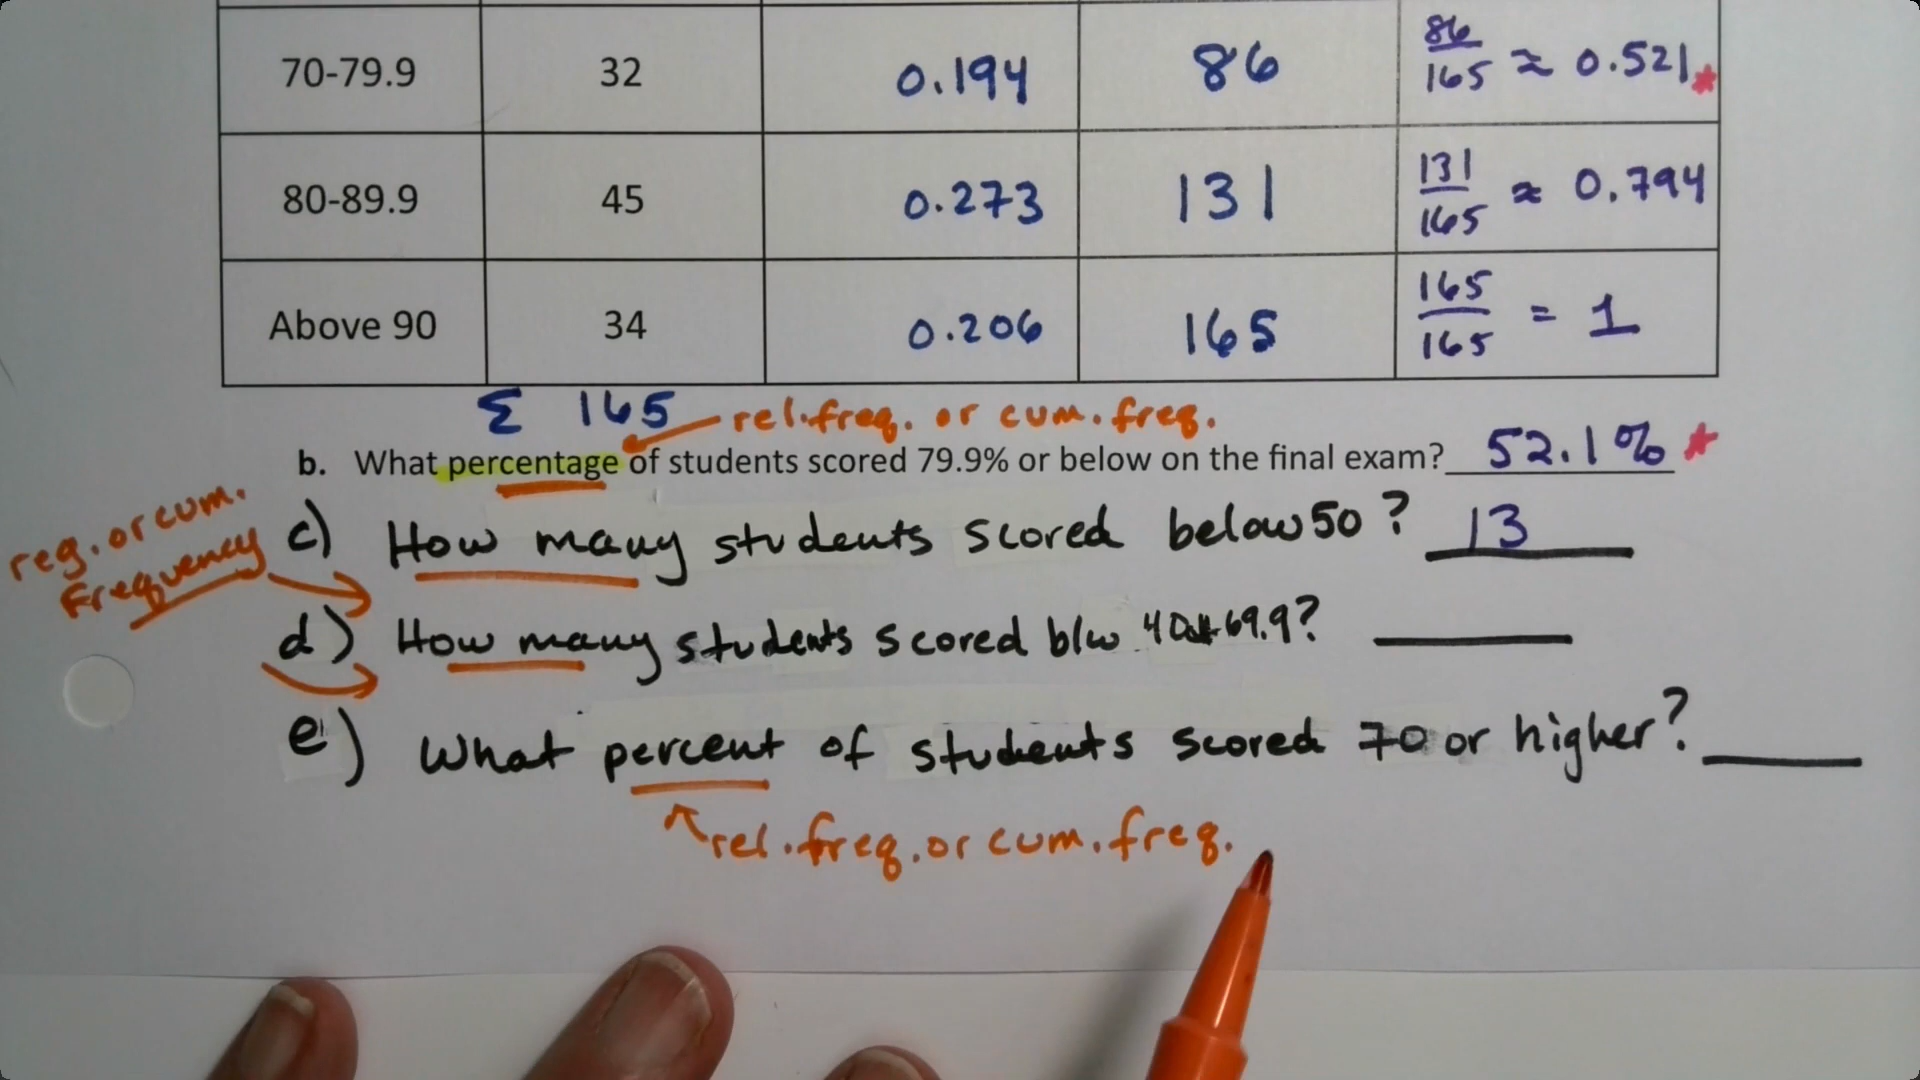 70-79.9 32 0.194 86 86/165 ≈ 0.521 *
80-89.9 45 0.273 131 131/165 ≈ 0.794
Above 90 34 0.206 165 165/165 = 1
Σ 165 rel.freq. or cum.freq.
b. What percentage of students scored 79.9% or below on the final exam? 52.1% *
reg. or cum.
frequency
c) How many students scored below 50? 13
d) How many students scored b/w 40 + 69.9?
e) What percent of students scored 70 or higher?
rel.freq. or cum.freq.